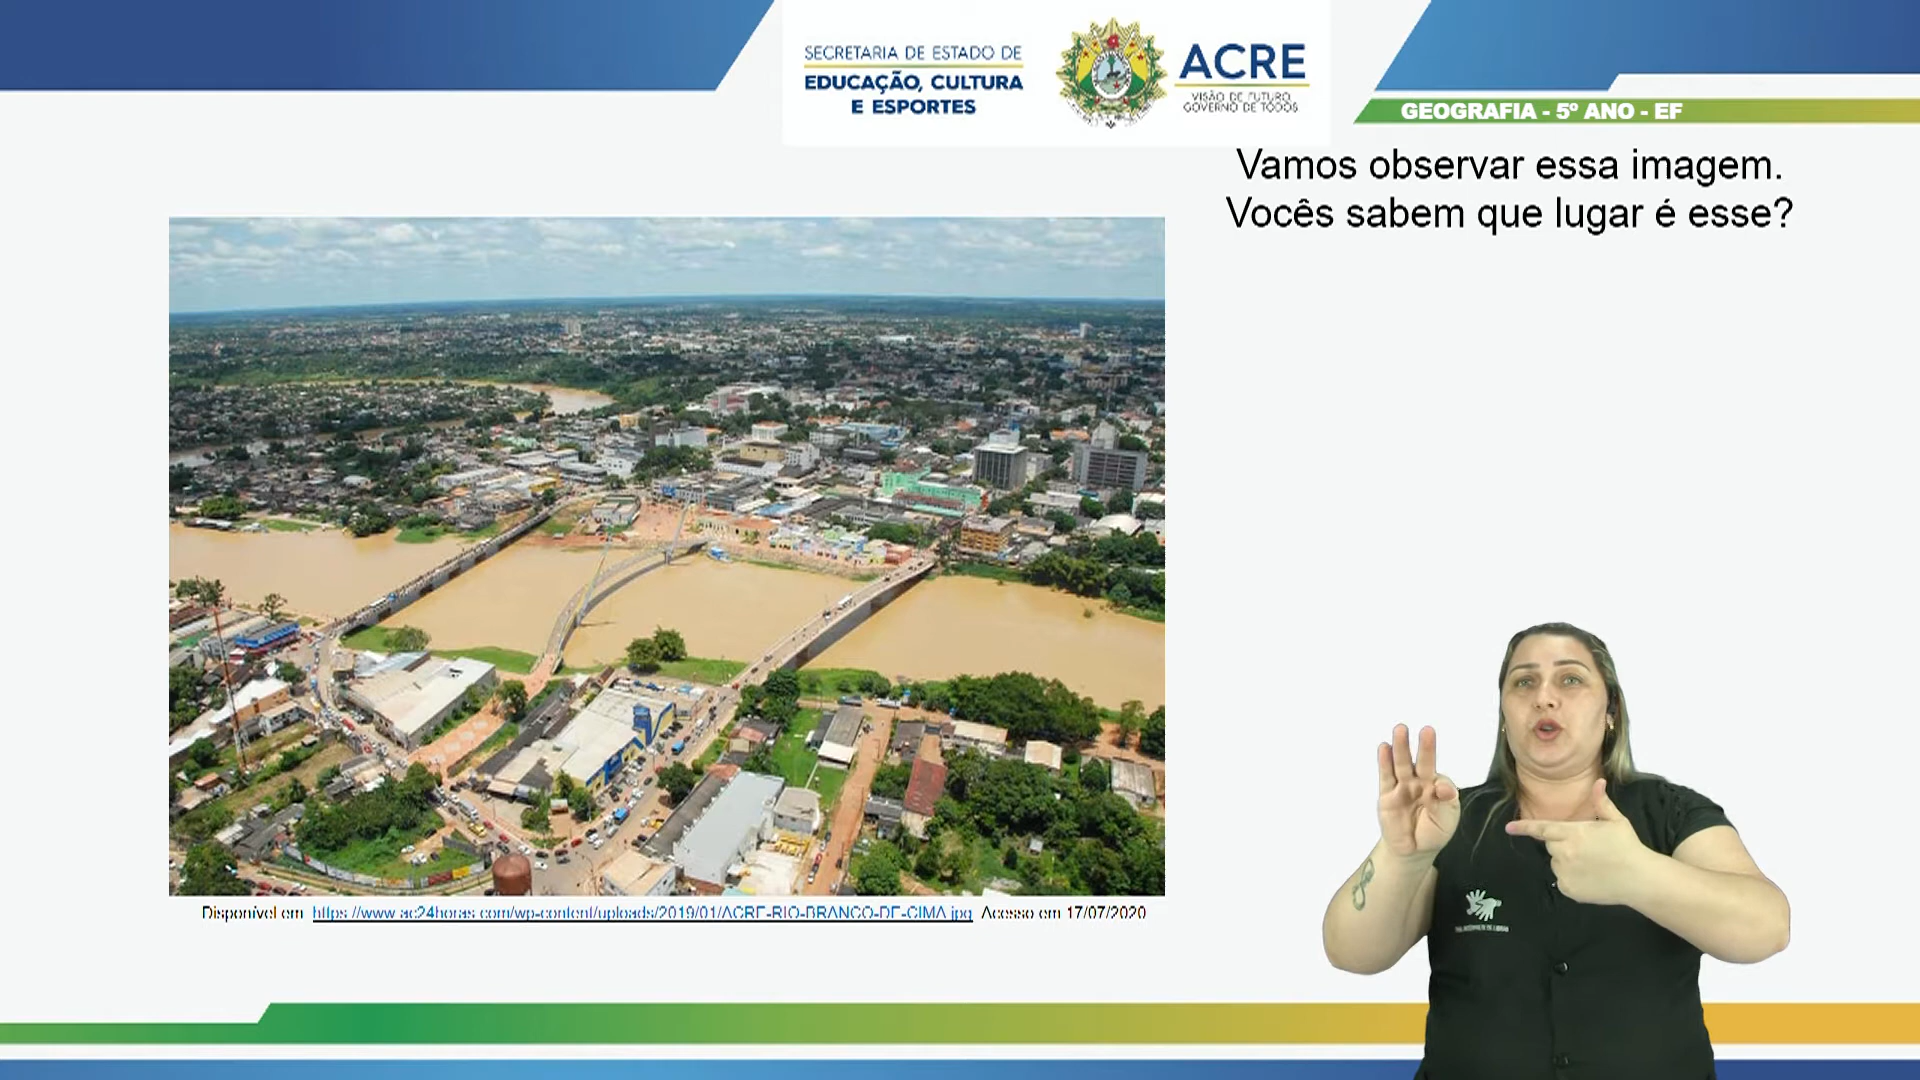 SECRETARIA DE ESTADO DE
EDUCAÇÃO, CULTURA
E ESPORTES
ACRE
VISÃO DE FUTURO,
GOVERNO DE TODOS
GEOGRAFIA - 5º ANO - EF
Vamos observar essa imagem.
Vocês sabem que lugar é esse?
Disponível em https://www.ac24horas.com/wp-content/uploads/2019/01/ACRE-RIO-BRANCO-DE-CIMA.jpg Acesso em 17/07/2020